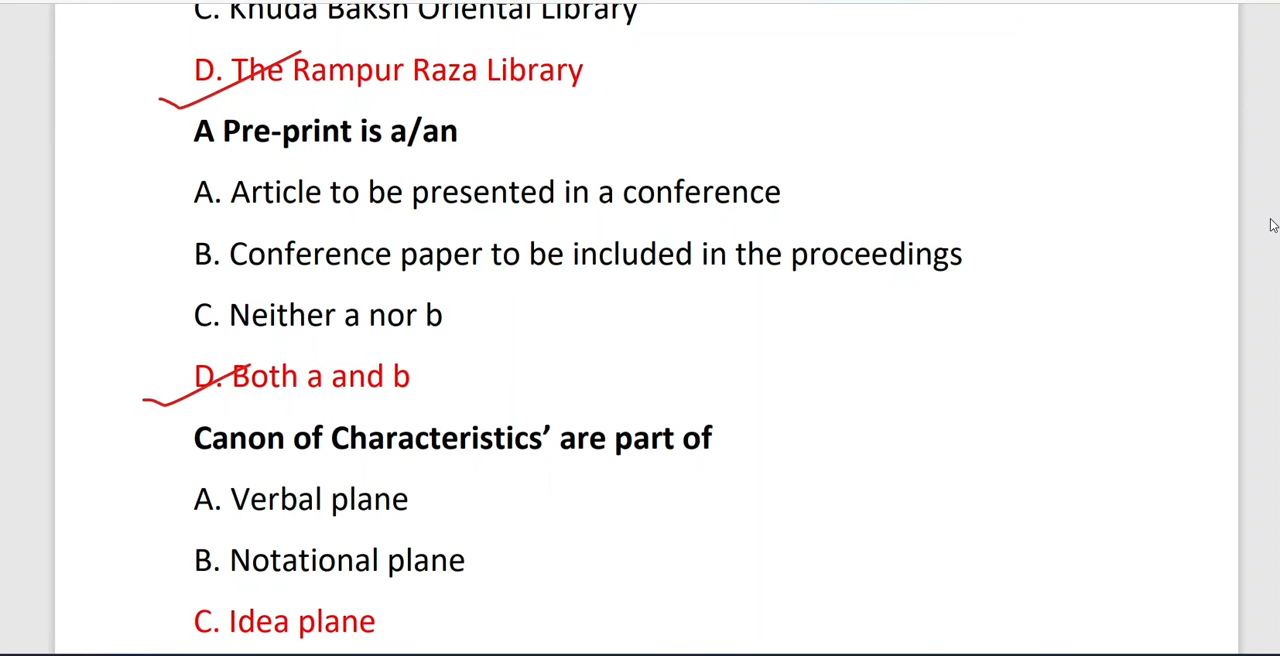 C. Khuda Baksh Oriental Library
D. The Rampur Raza Library
A Pre-print is a/an
A. Article to be presented in a conference
B. Conference paper to be included in the proceedings
C. Neither a nor b
D. Both a and b
Canon of Characteristics’ are part of
A. Verbal plane
B. Notational plane
C. Idea plane